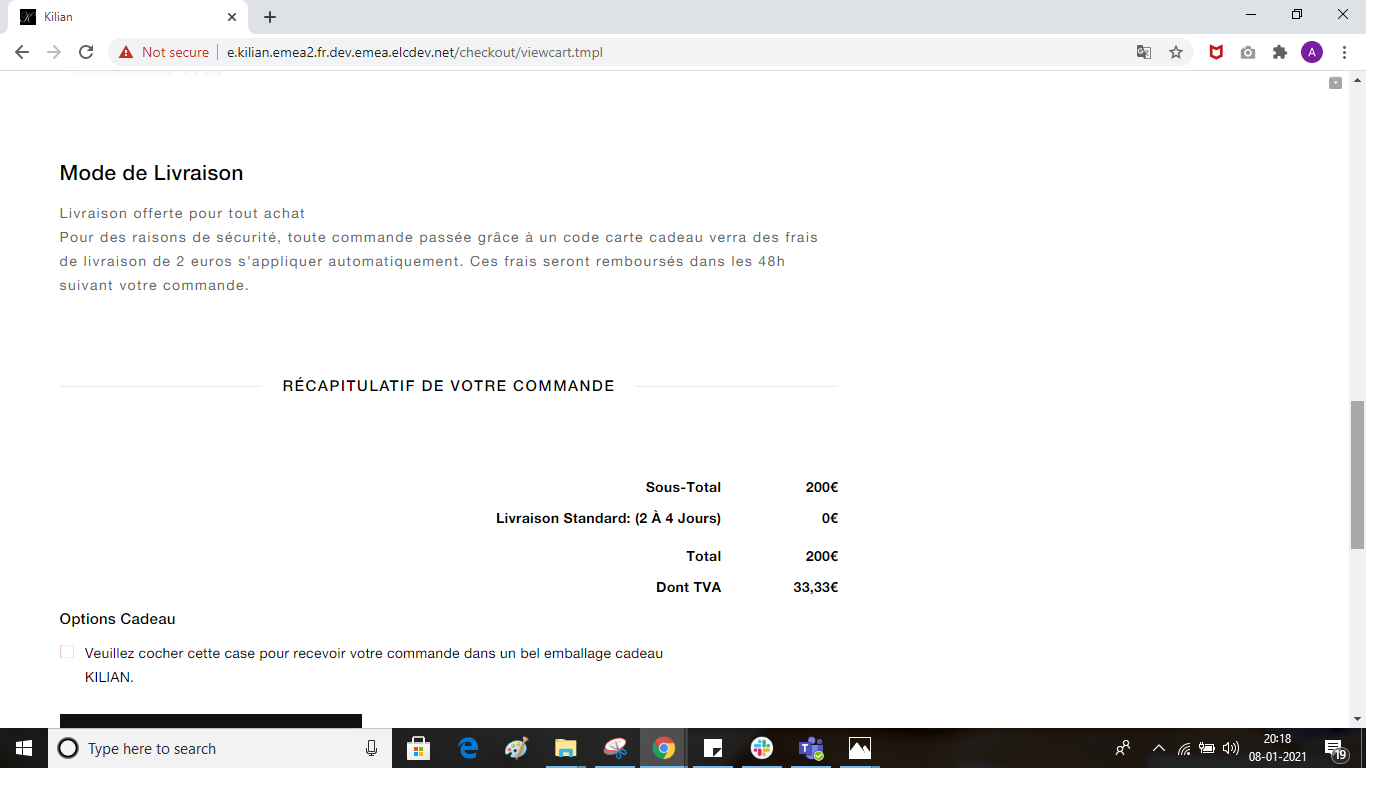 Kilian
Not secure
e.kilian.emea2.fr.dev.emea.elcdev.net/checkout/viewcart.tmpl
A
Mode de Livraison
Livraison offerte pour tout achat
Pour des raisons de sécurité, toute commande passée grâce à un code carte cadeau verra des frais
de livraison de 2 euros s'appliquer automatiquement. Ces frais seront remboursés dans les 48h
suivant votre commande.
RÉCAPITULATIF DE VOTRE COMMANDE
Sous-Total 200€
Livraison Standard: (2 À 4 Jours) 0€
Total 200€
Dont TVA 33,33€
Options Cadeau
Veuillez cocher cette case pour recevoir votre commande dans un bel emballage cadeau
KILIAN.
Type here to search
20:18
08-01-2021
19